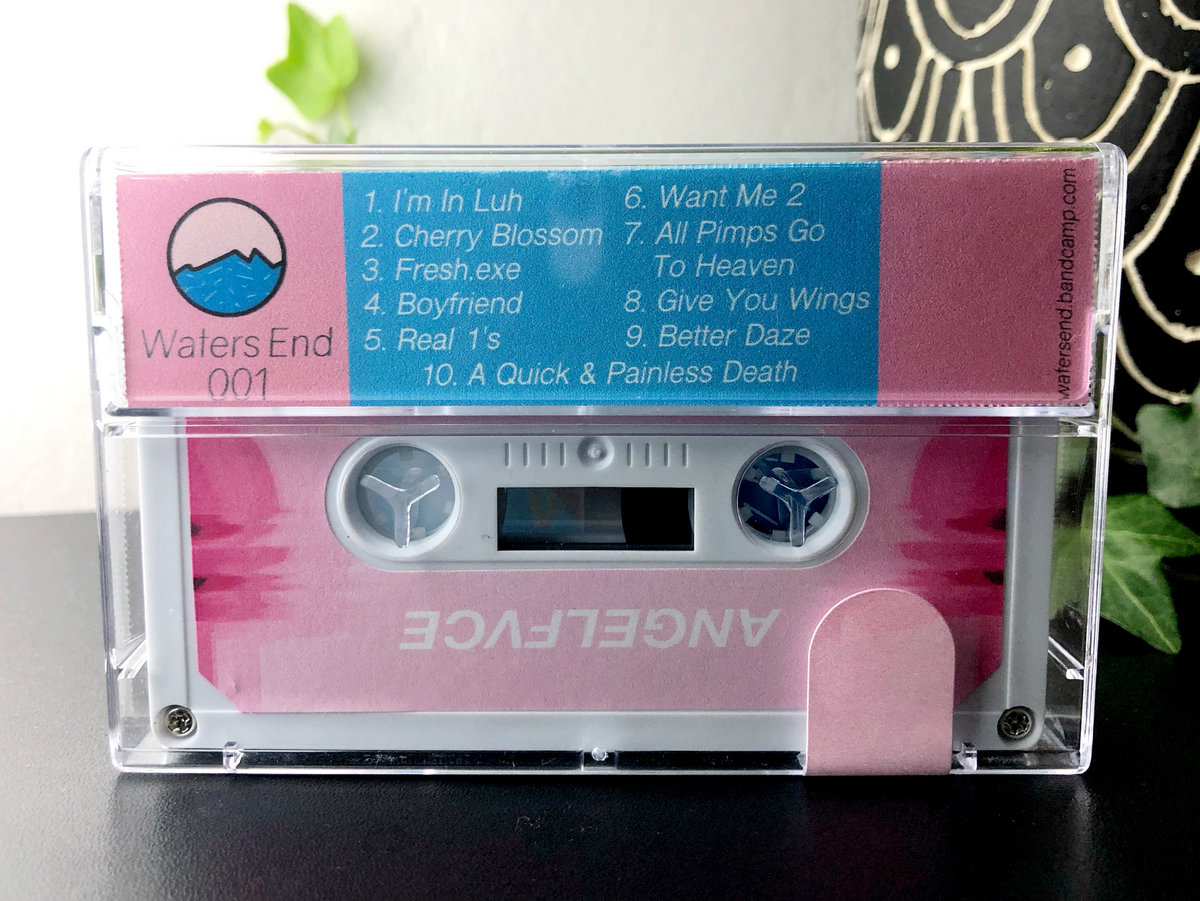 Waters End
001
1. I'm In Luh
2. Cherry Blossom
3. Fresh.exe
4. Boyfriend
5. Real 1's
6. Want Me 2
7. All Pimps Go
To Heaven
8. Give You Wings
9. Better Daze
10. A Quick & Painless Death
watersend.bandcamp.com
ANGELFVCE